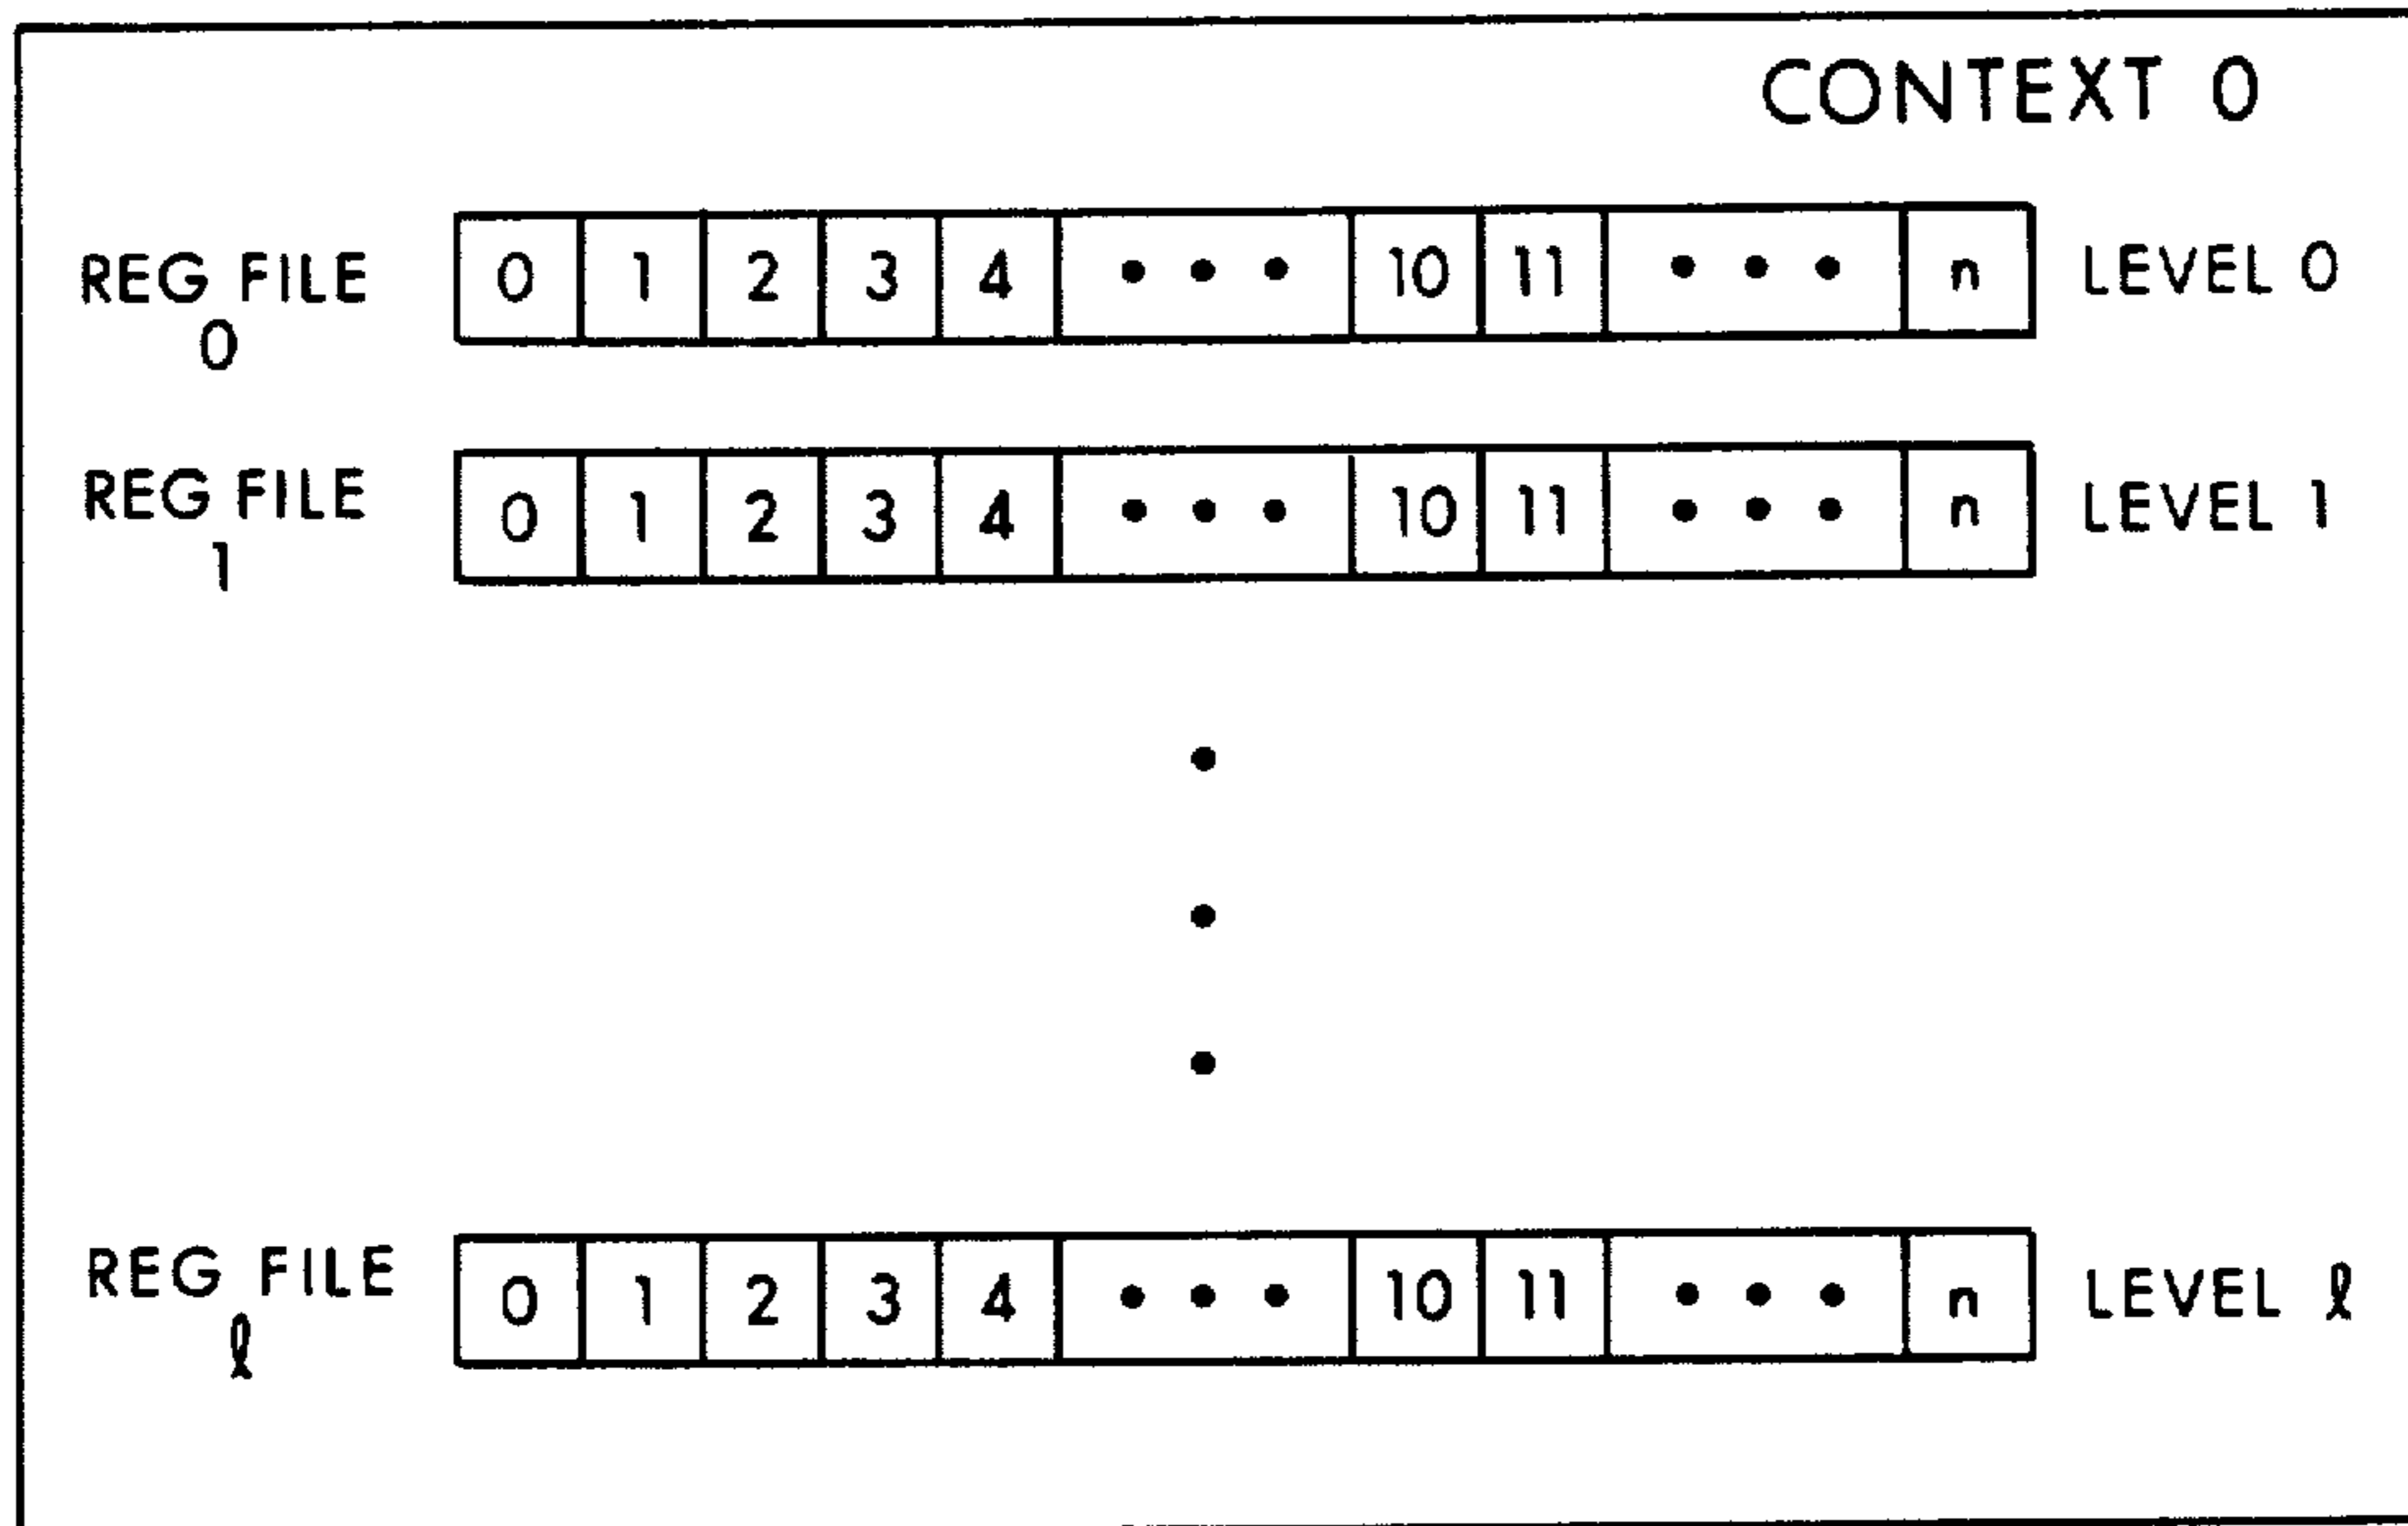 CONTEXT 0
REG FILE 0 1 2 3 4 • • • 10 11 • • • n LEVEL 0
0
REG FILE 0 1 2 3 4 • • • 10 11 • • • n LEVEL 1
1
•
•
•
REG FILE 0 1 2 3 4 • • • 10 11 • • • n LEVEL ℓ
ℓ